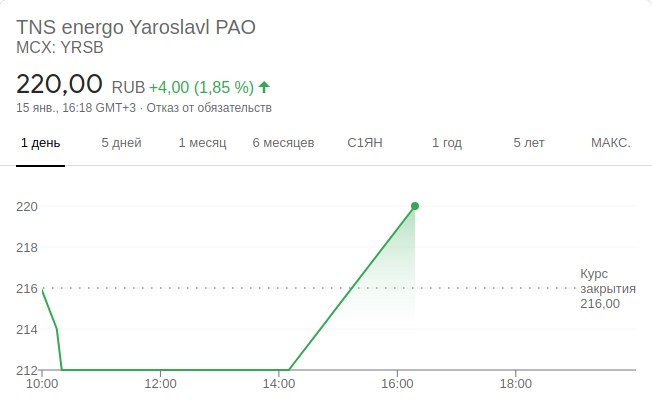 TNS energo Yaroslavl PAO
MCX: YRSB
220,00 RUB +4,00 (1,85 %)
15 янв., 16:18 GMT+3 · Отказ от обязательств
1 день 5 дней 1 месяц 6 месяцев С1ЯН 1 год 5 лет МАКС.
220
218
216
214
212
Курс
закрытия
216,00
10:00 12:00 14:00 16:00 18:00